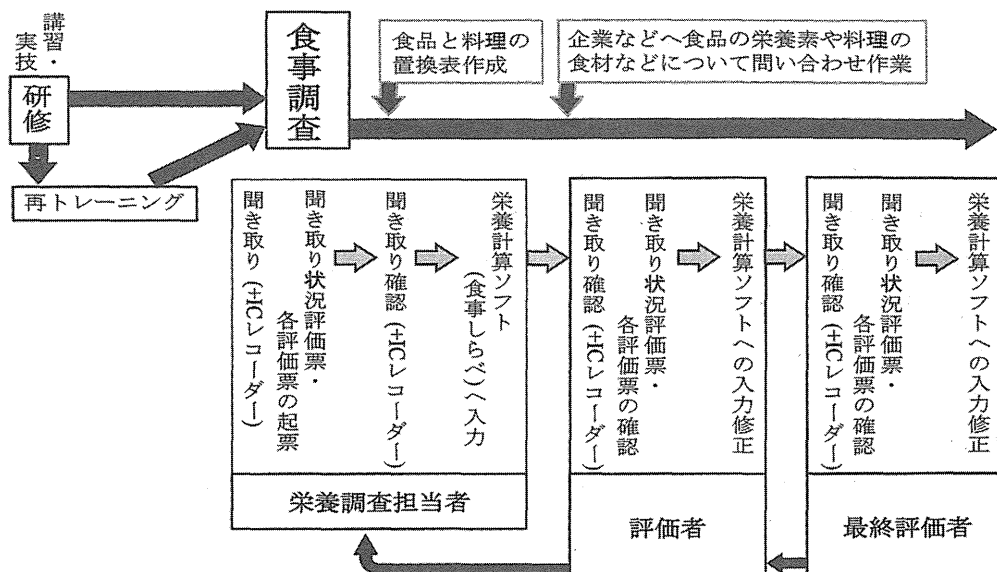 講習・
実技
研修
再トレーニング
食事調査
食品と料理の
置換表作成
企業などへ食品の栄養素や料理の
食材などについて問い合わせ作業
聞き取り (+ICレコーダー)
聞き取り状況評価票・
各評価票の起票
聞き取り確認 (+ICレコーダー)
栄養計算ソフト
(食事しらべ)へ入力
栄養調査担当者
聞き取り確認 (+ICレコーダー)
聞き取り状況評価票・
各評価票の確認
栄養計算ソフトへの入力修正
評価者
聞き取り確認 (+ICレコーダー)
聞き取り状況評価票・
各評価票の確認
栄養計算ソフトへの入力修正
最終評価者